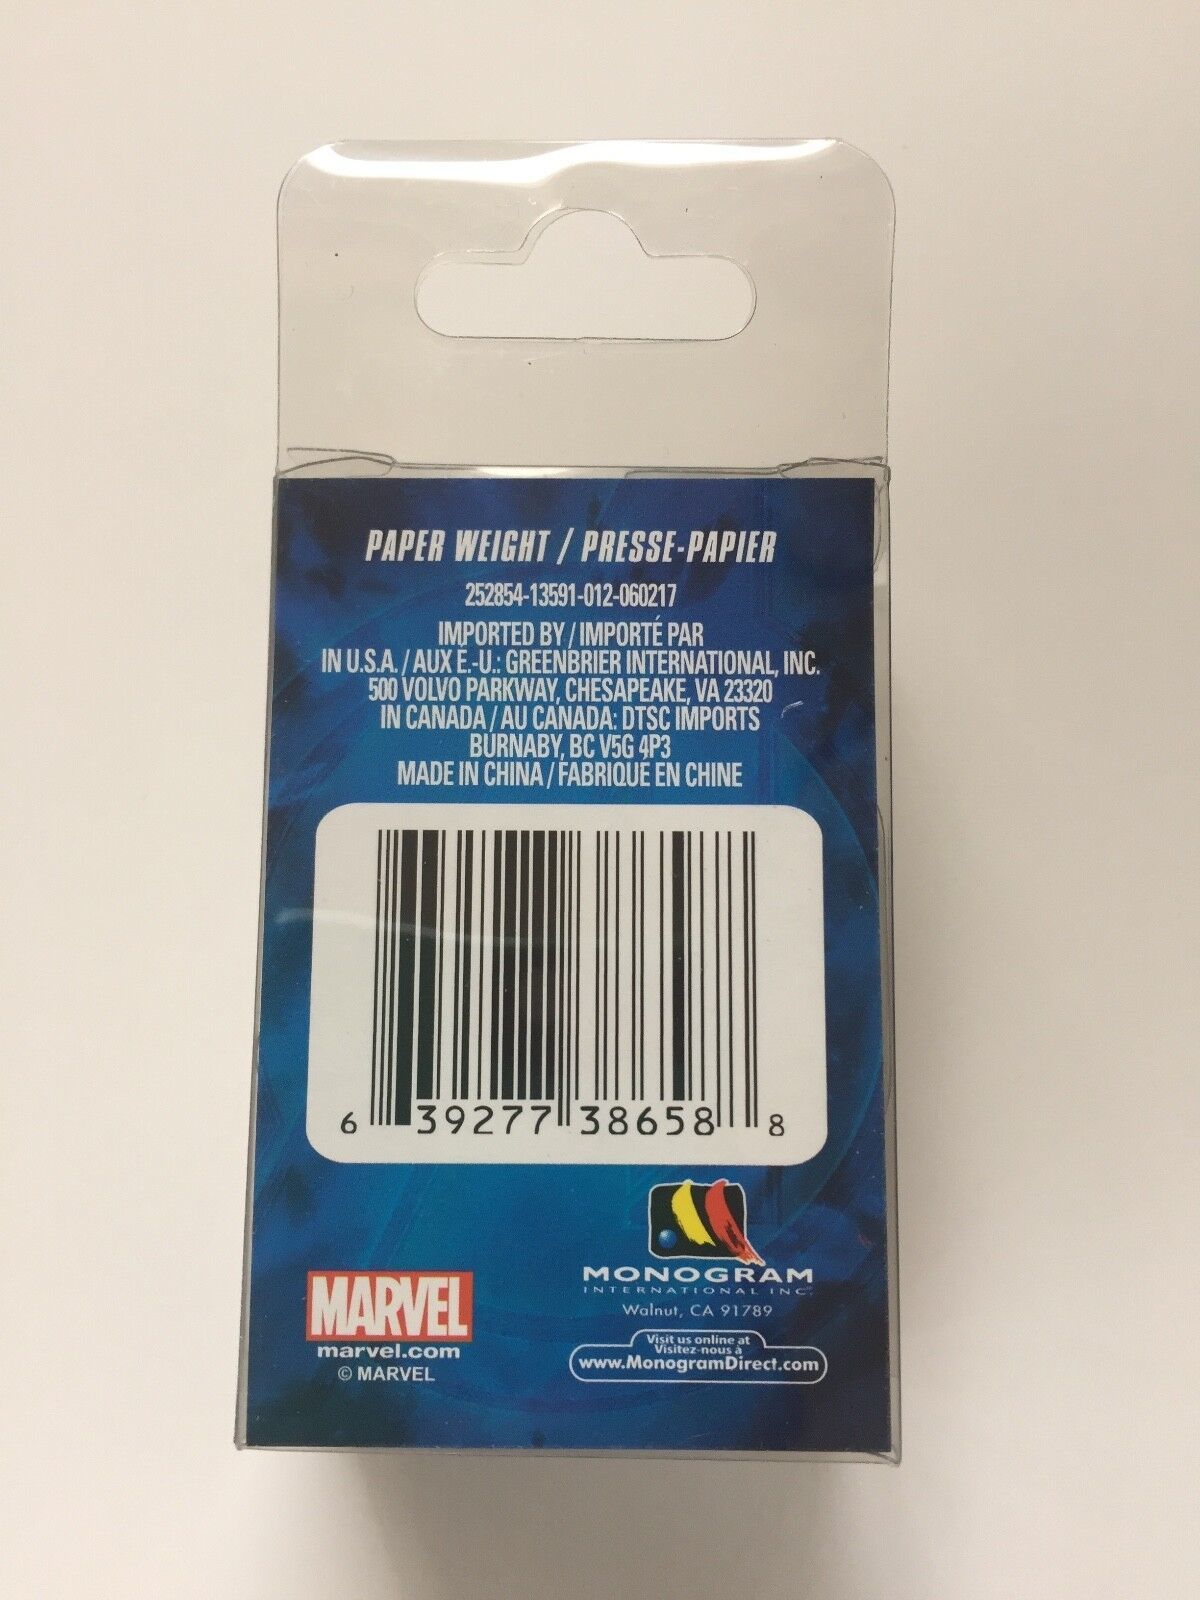 PAPER WEIGHT / PRESSE-PAPIER
252854-13591-012-060217
IMPORTED BY / IMPORTÉ PAR
IN U.S.A. / AUX É.-U.: GREENBRIER INTERNATIONAL, INC.
500 VOLVO PARKWAY, CHESAPEAKE, VA 23320
IN CANADA / AU CANADA: DTSC IMPORTS
BURNABY, BC V5G 4P3
MADE IN CHINA / FABRIQUE EN CHINE
6 39277 38658 8
MARVEL
marvel.com
© MARVEL
MONOGRAM
INTERNATIONAL INC.
Walnut, CA 91789
Visit us online at
Visitez-nous à
www.MonogramDirect.com